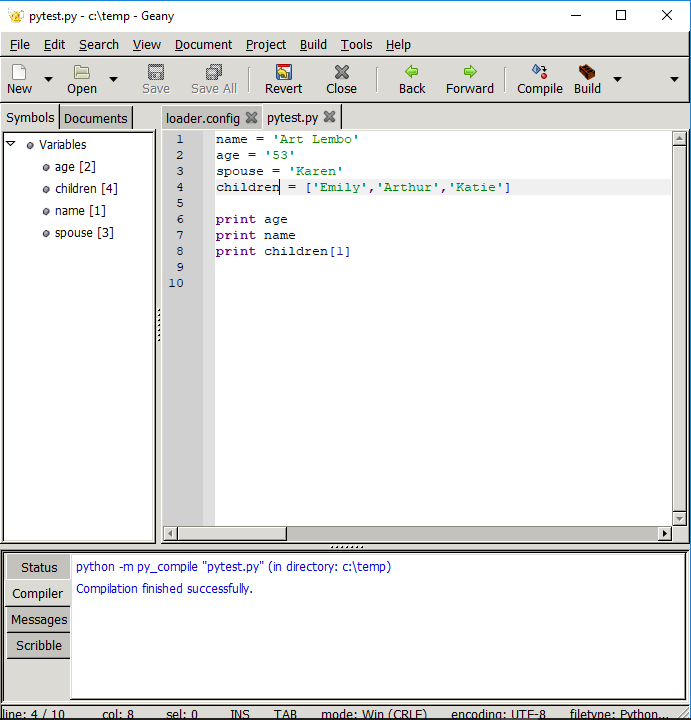 pytest.py - c:\temp - Geany
File Edit Search View Document Project Build Tools Help
New Open Save Save All Revert Close Back Forward Compile Build
Symbols Documents
Variables
age [2]
children [4]
name [1]
spouse [3]
loader.config pytest.py
1 name = 'Art Lembo'
2 age = '53'
3 spouse = 'Karen'
4 children = ['Emily','Arthur','Katie']
5
6 print age
7 print name
8 print children[1]
9
10
Status
Compiler
Messages
Scribble
python -m py_compile "pytest.py" (in directory: c:\temp)
Compilation finished successfully.
line: 4 / 10 col: 8 sel: 0 INS TAB mode: Win (CRLF) encoding: UTF-8 filetype: Python...